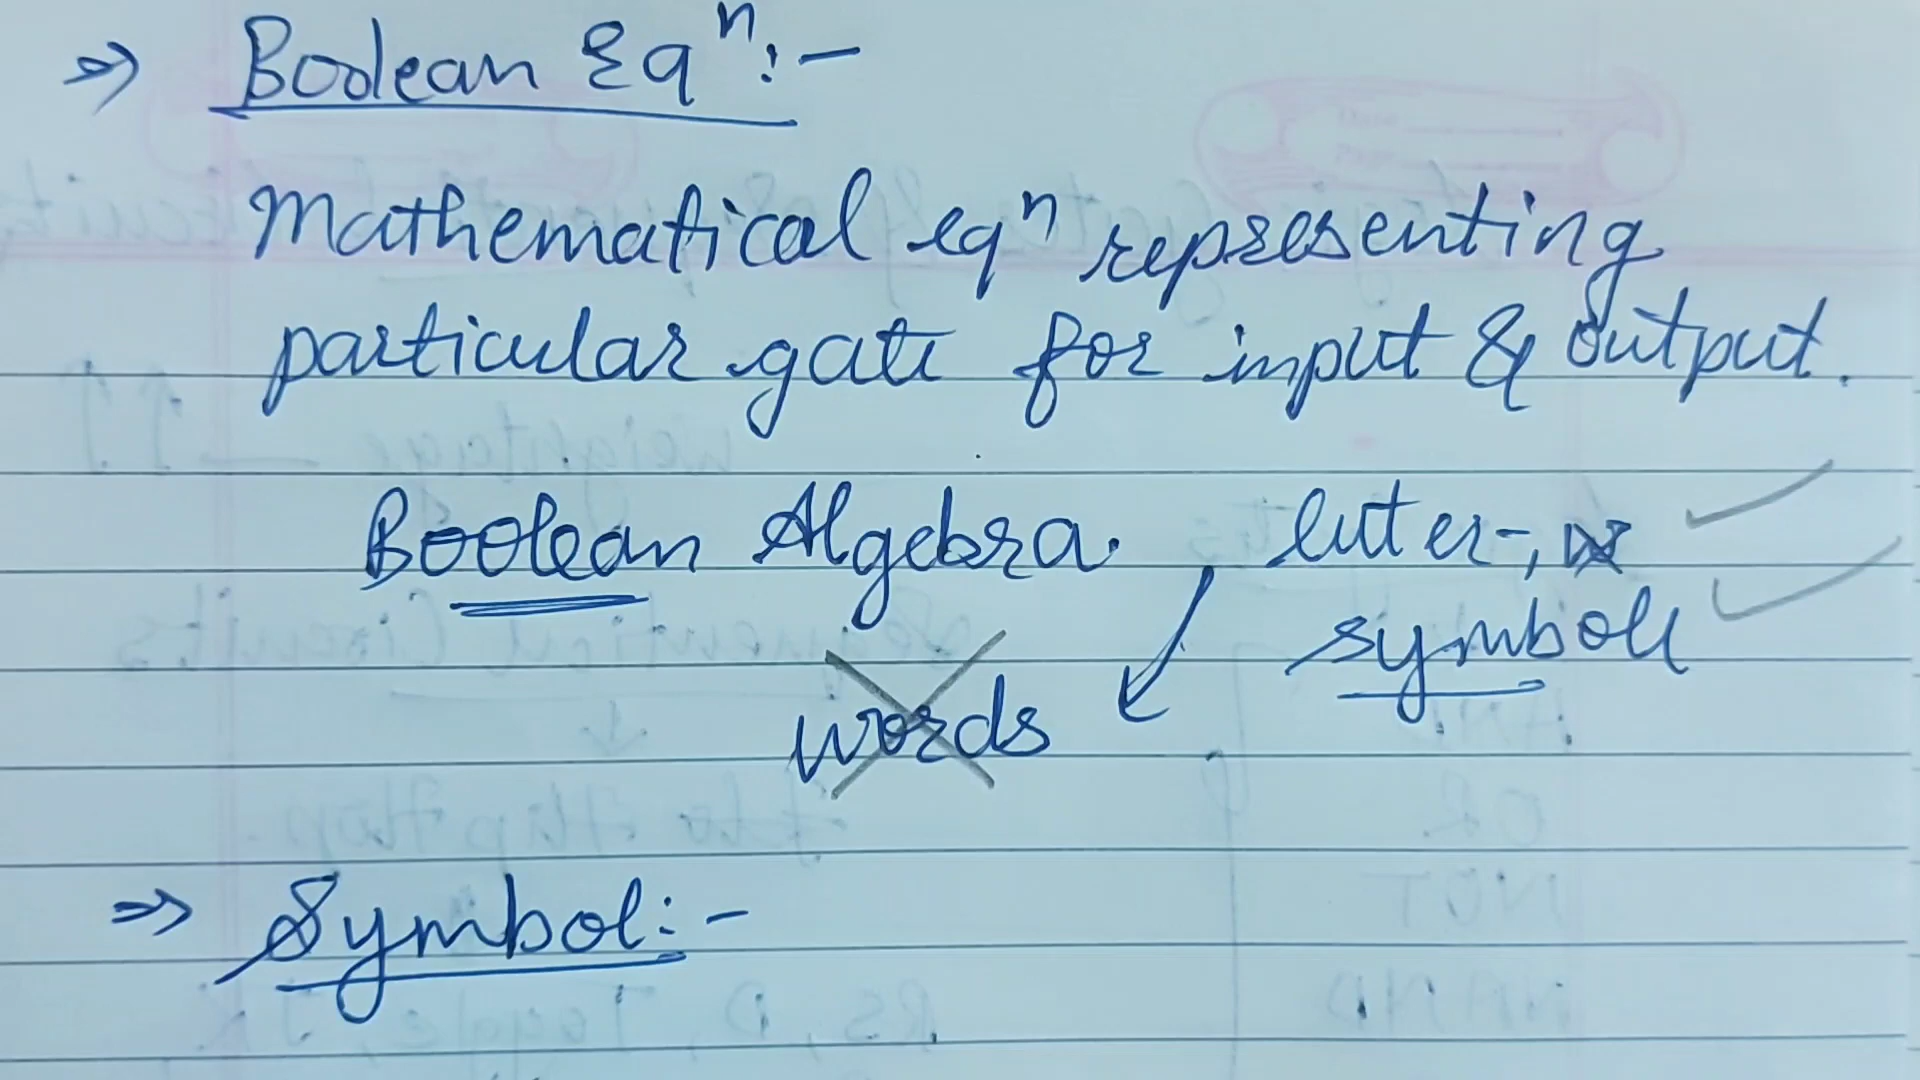 ⇒ Boolean Eqⁿ:-
Mathematical eqⁿ representing
particular gate for input & output.
Boolean Algebra. letter,
symbol
words
⇒ Symbol:-